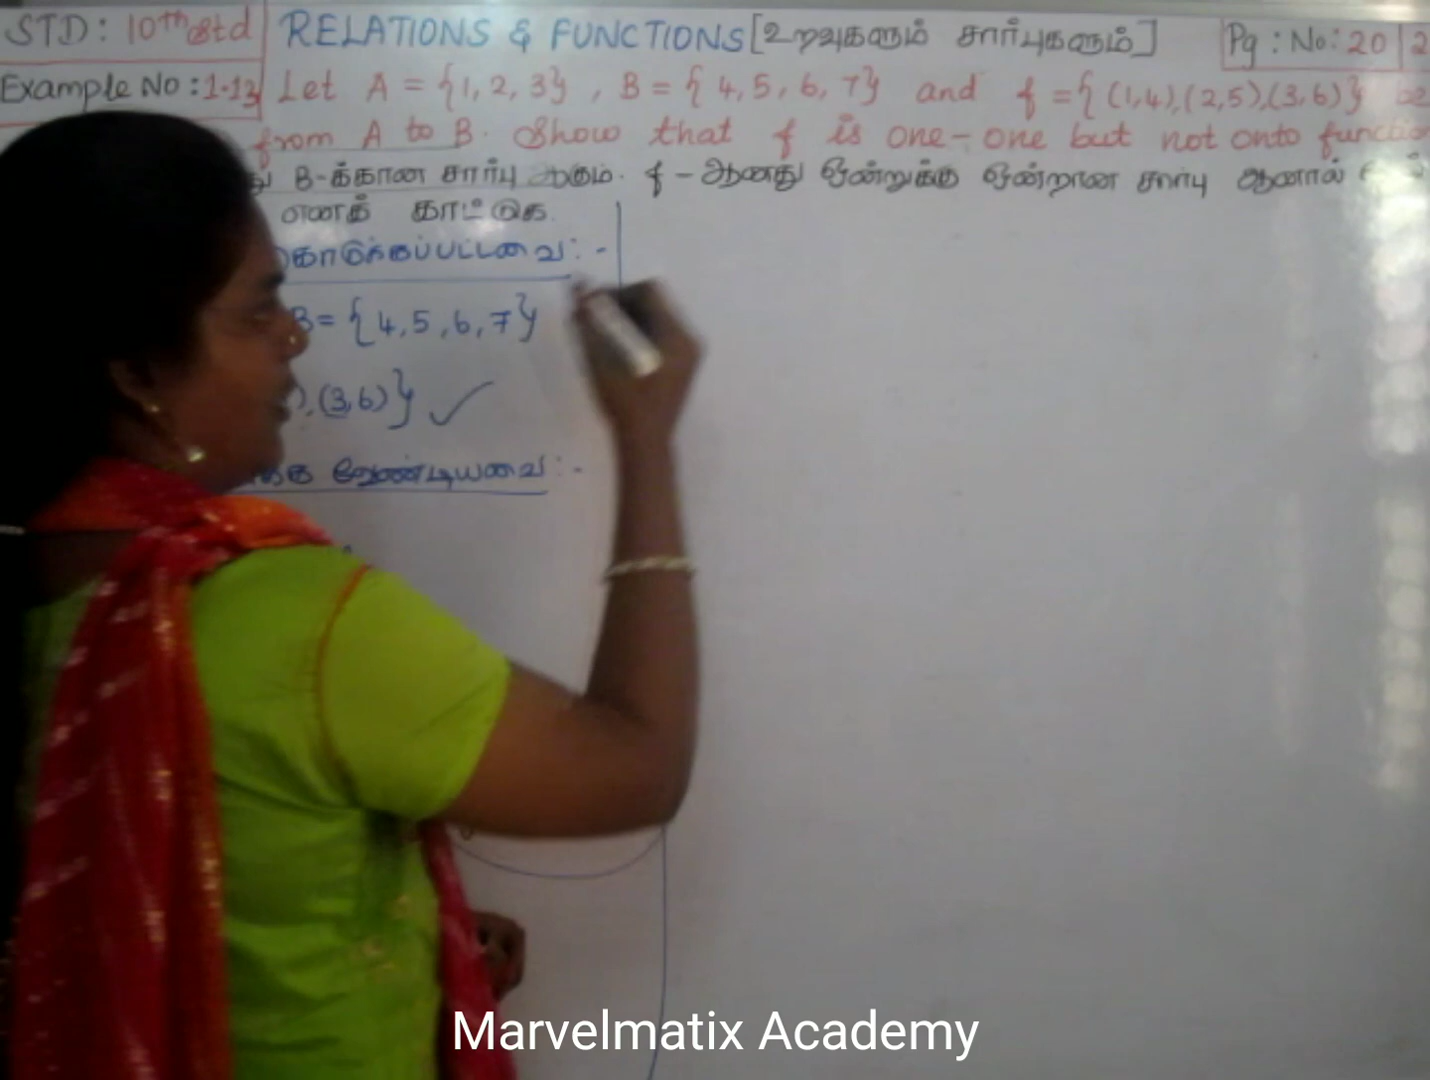 STD: 10th Std RELATIONS & FUNCTIONS [உறவுகளும் சார்புகளும்] Pg: No: 20 | 2
Example No: 1.13 Let A = {1, 2, 3}, B = { 4, 5, 6, 7} and f = { (1,4),(2,5),(3,6)} be
from A to B. Show that f is one-one but not onto functio
B-க்கான சார்பு ஆகும். f - ஆனது ஒன்றுக்கு ஒன்றான சார்பு ஆனால்
எனக் காட்டுக.
கொடுக்கப்பட்டவை: -
B = {4, 5, 6, 7}
), (3,6)} ✓
வேண்டியவை: -
Marvelmatix Academy